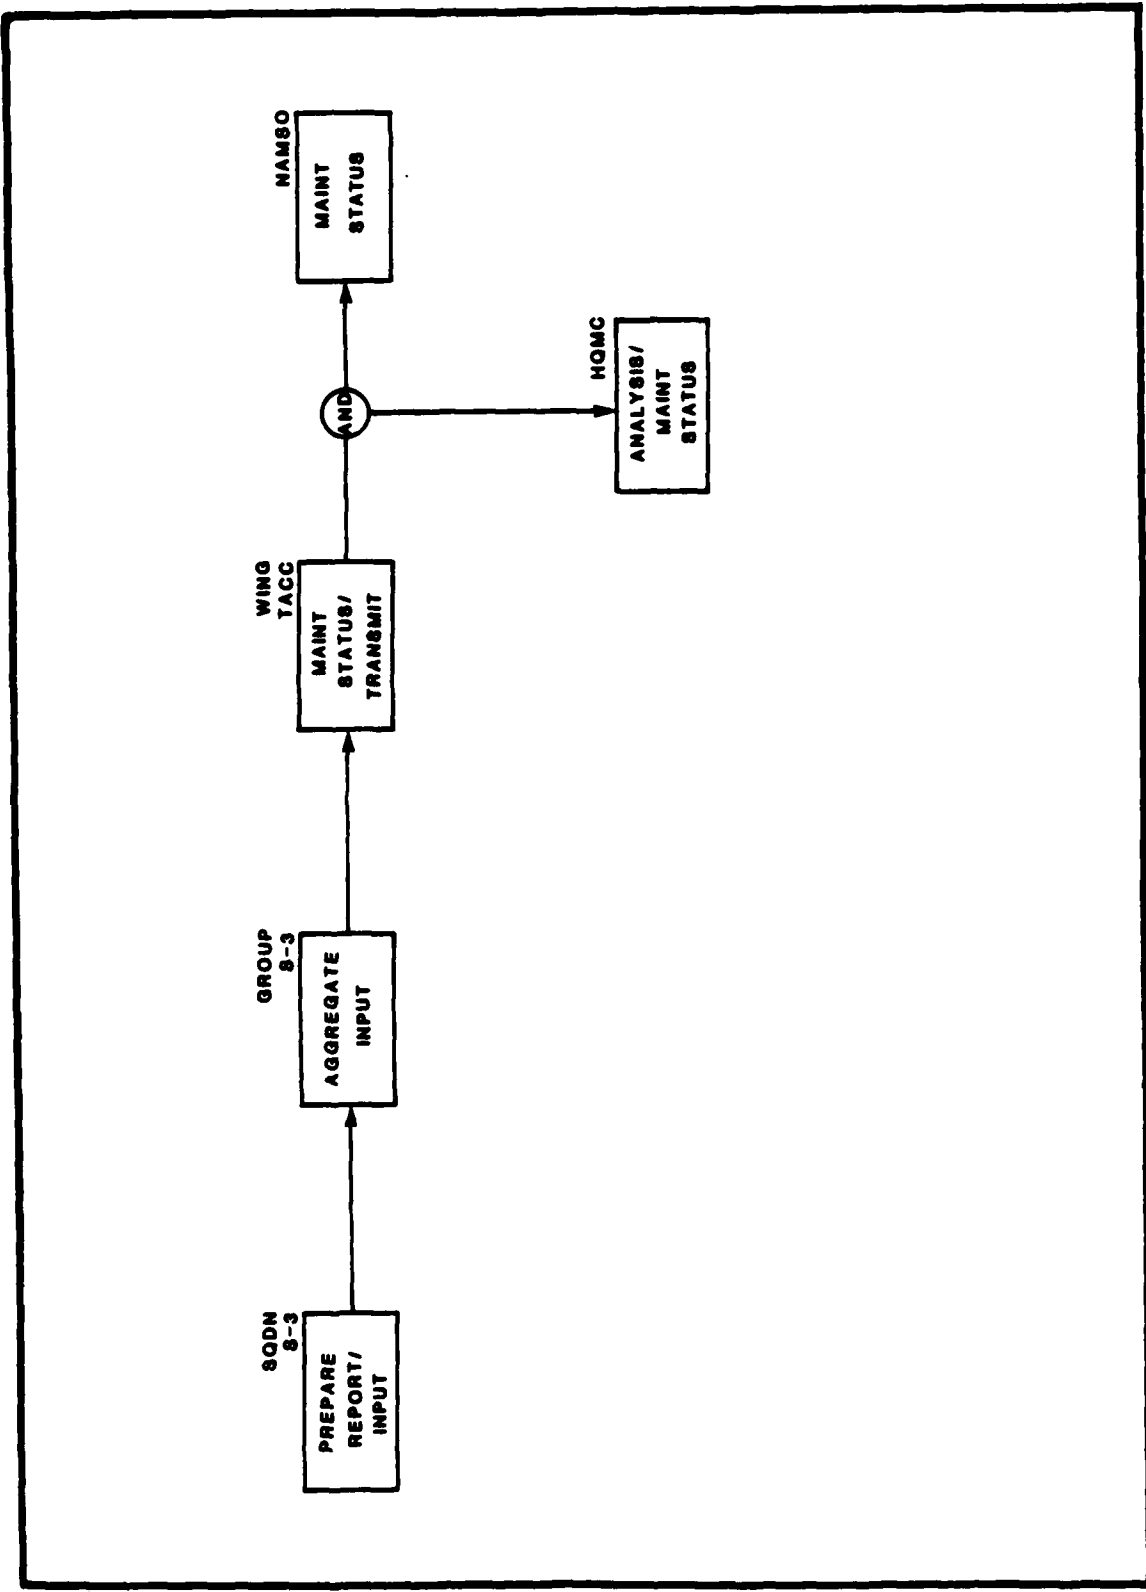 SQDN
S-3
PREPARE
REPORT/
INPUT
GROUP
S-3
AGGREGATE
INPUT
WING
TACC
MAINT
STATUS/
TRANSMIT
AND
NAMSO
MAINT
STATUS
HQMC
ANALYSIS/
MAINT
STATUS